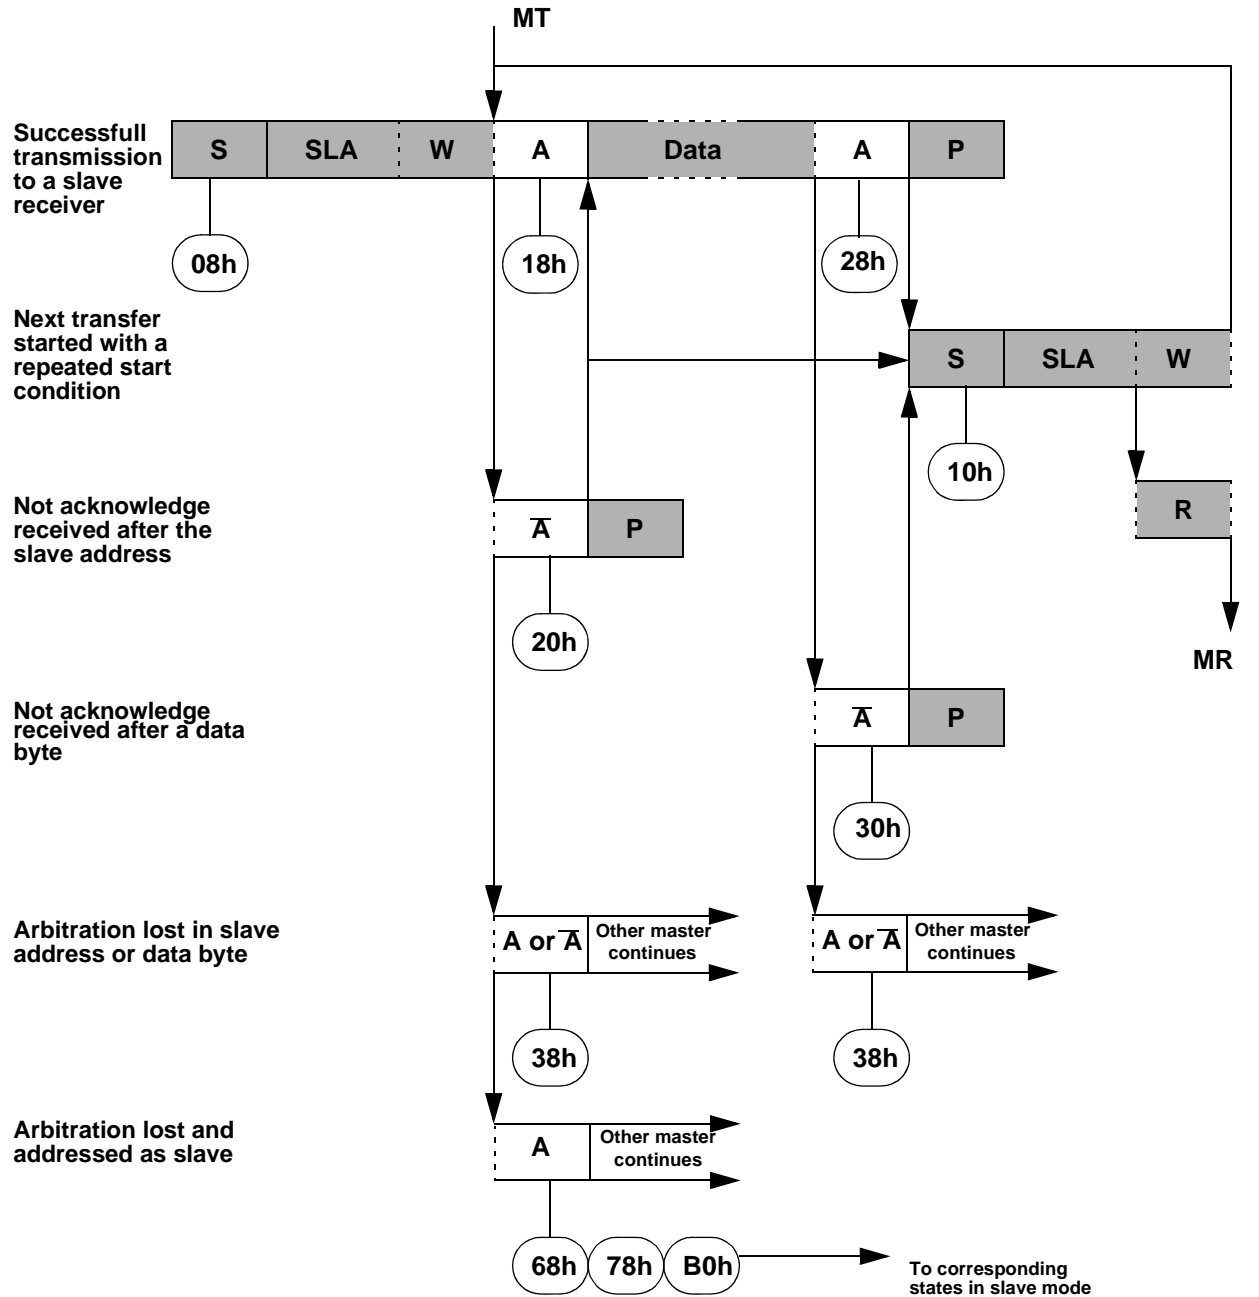 MT
Successfull
transmission
to a slave
receiver
S SLA W A Data A P
08h 18h 28h
Next transfer
started with a
repeated start
condition
S SLA W
10h
Not acknowledge
received after the
slave address
A̅ P
R
20h
MR
Not acknowledge
received after a data
byte
A̅ P
30h
Arbitration lost in slave
address or data byte
A or A̅ Other master
continues
A or A̅ Other master
continues
38h 38h
Arbitration lost and
addressed as slave
A Other master
continues
68h 78h B0h
To corresponding
states in slave mode